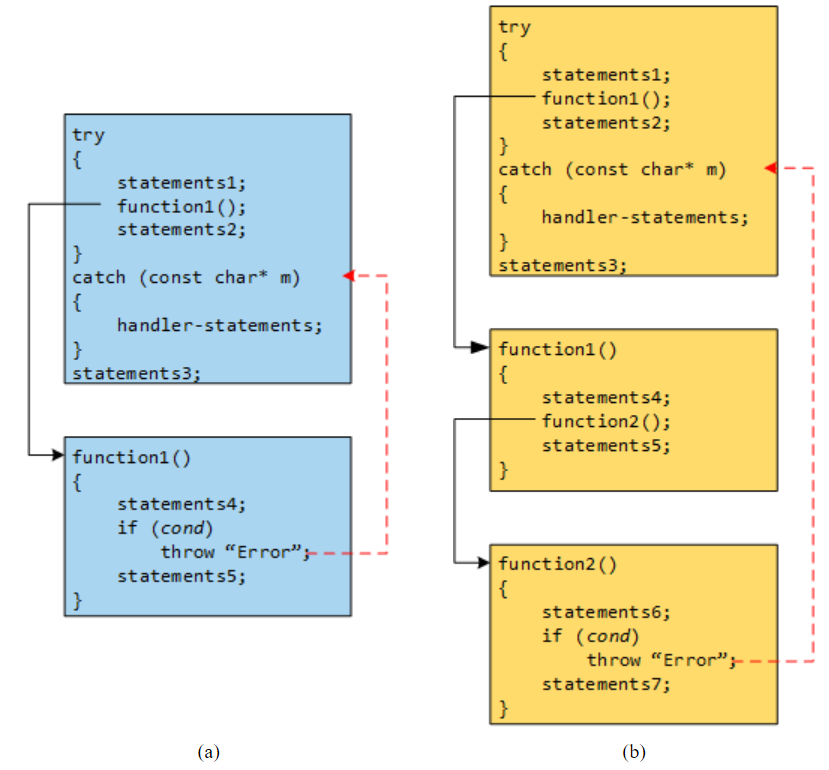 try
{
statements1;
function1();
statements2;
}
catch (const char* m)
{
handler-statements;
}
statements3;
function1()
{
statements4;
if (cond)
throw “Error”;
statements5;
}
(a)
try
{
statements1;
function1();
statements2;
}
catch (const char* m)
{
handler-statements;
}
statements3;
function1()
{
statements4;
function2();
statements5;
}
function2()
{
statements6;
if (cond)
throw “Error”;
statements7;
}
(b)